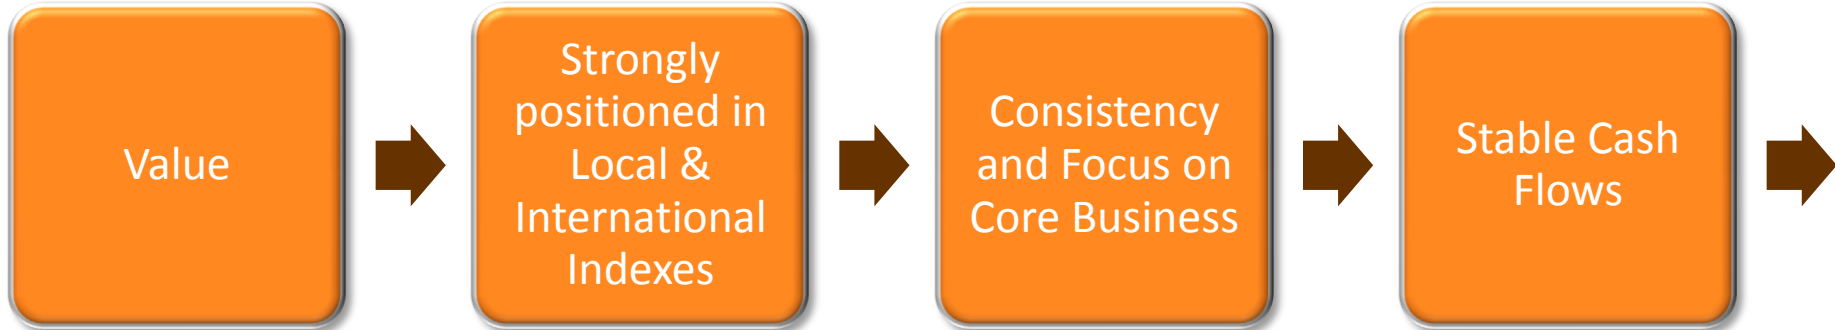 Value
Strongly
positioned in
Local &
International
Indexes
Consistency
and Focus on
Core Business
Stable Cash
Flows